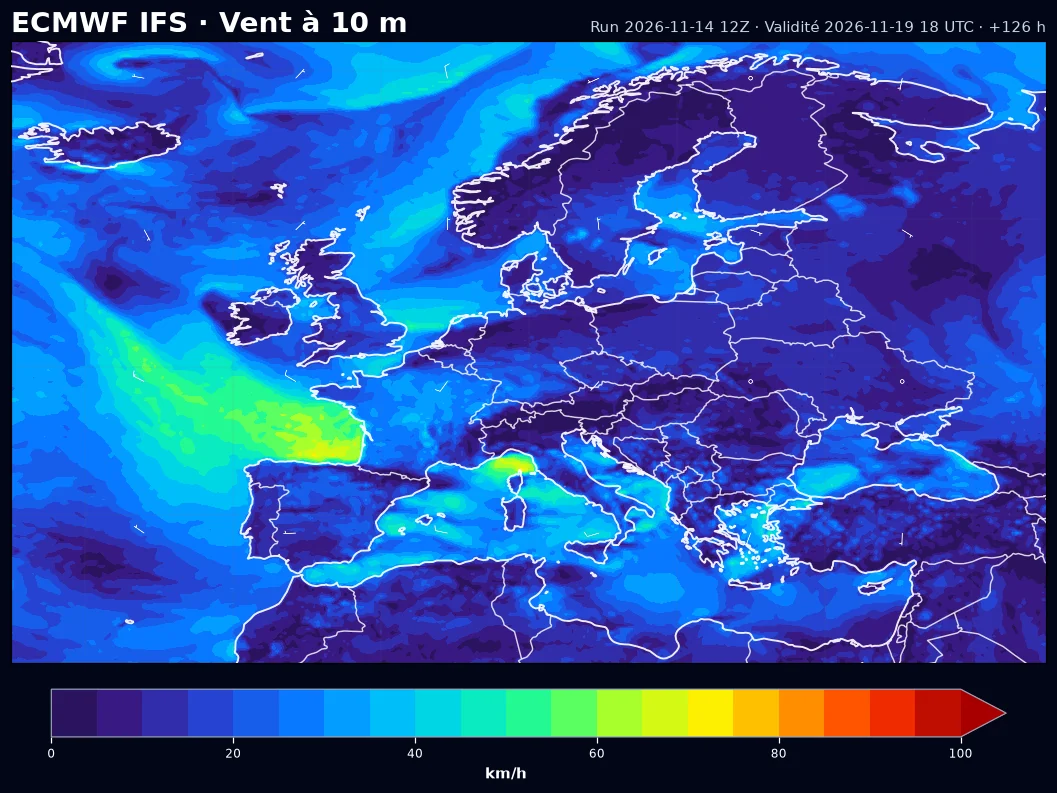 ECMWF IFS · Vent à 10 m
Run 2026-11-14 12Z · Validité 2026-11-19 18 UTC · +126 h
0 20 40 60 80 100
km/h